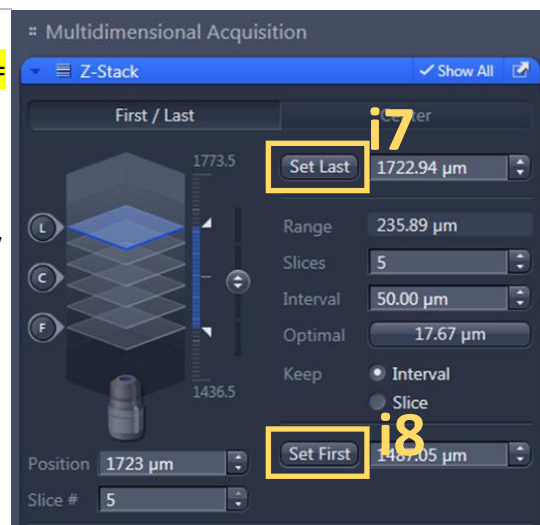 Multidimensional Acquisition
Z-Stack Show All
First / Last
i7
1773.5 Set Last 1722.94 µm
L
Range 235.89 µm
Slices 5
C
Interval 50.00 µm
F
Optimal 17.67 µm
Keep Interval
1436.5
Slice
i8
Set First 1487.05 µm
Position 1723 µm
Slice # 5